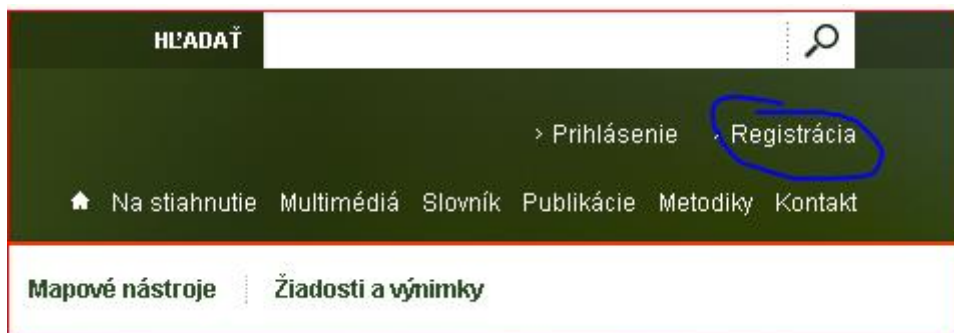 HĽADAŤ
› Prihlásenie › Registrácia
Na stiahnutie Multimédiá Slovník Publikácie Metodiky Kontakt
Mapové nástroje Žiadosti a výnimky